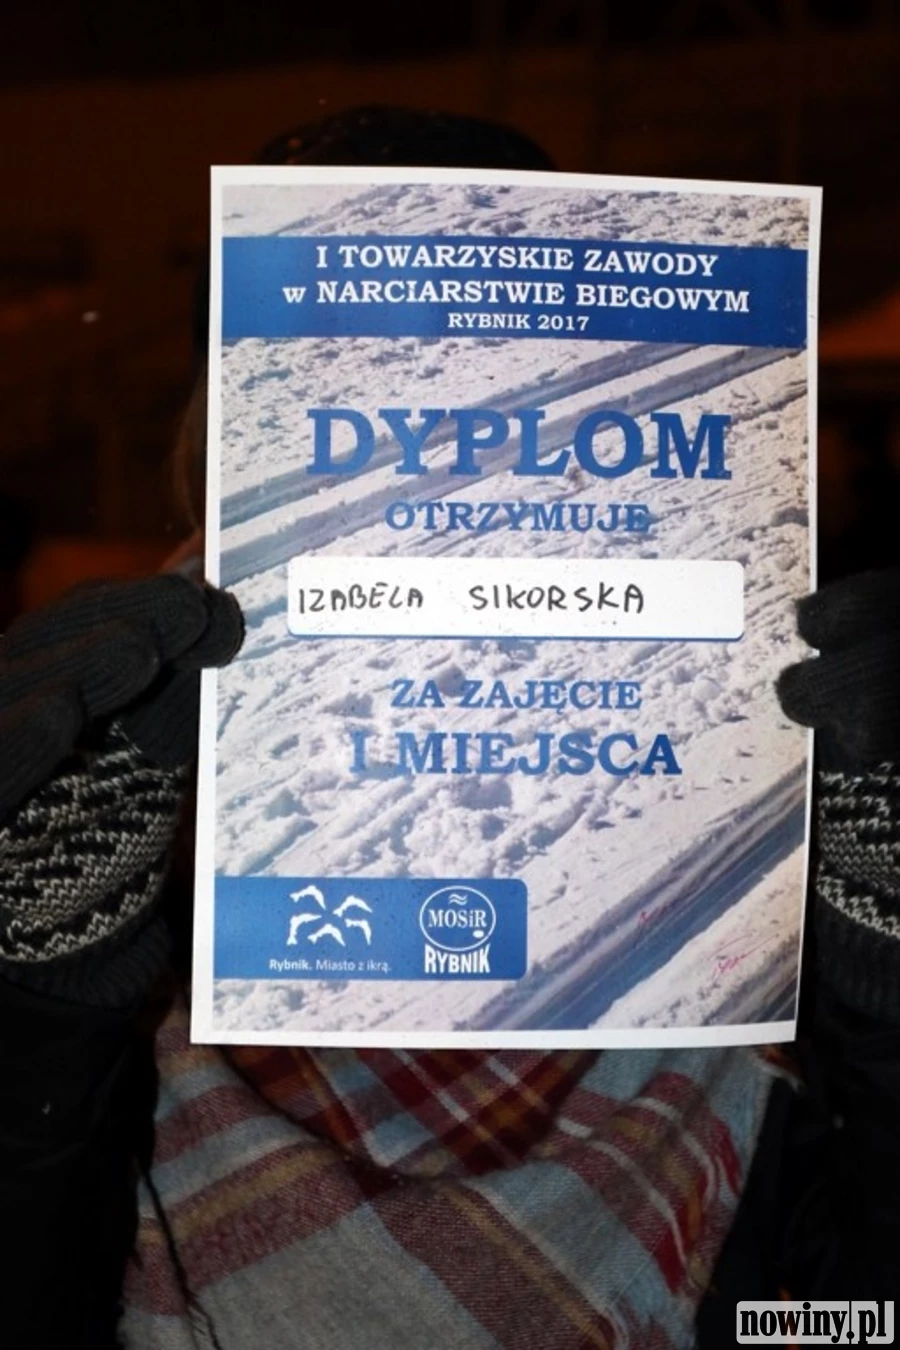 I TOWARZYSKIE ZAWODY
w NARCIARSTWIE BIEGOWYM
RYBNIK 2017
DYPLOM
OTRZYMUJE
IZABELA SIKORSKA
ZA ZAJĘCIE
I MIEJSCA
Rybnik. Miasto z ikrą.
MOSiR
RYBNIK
nowiny.pl